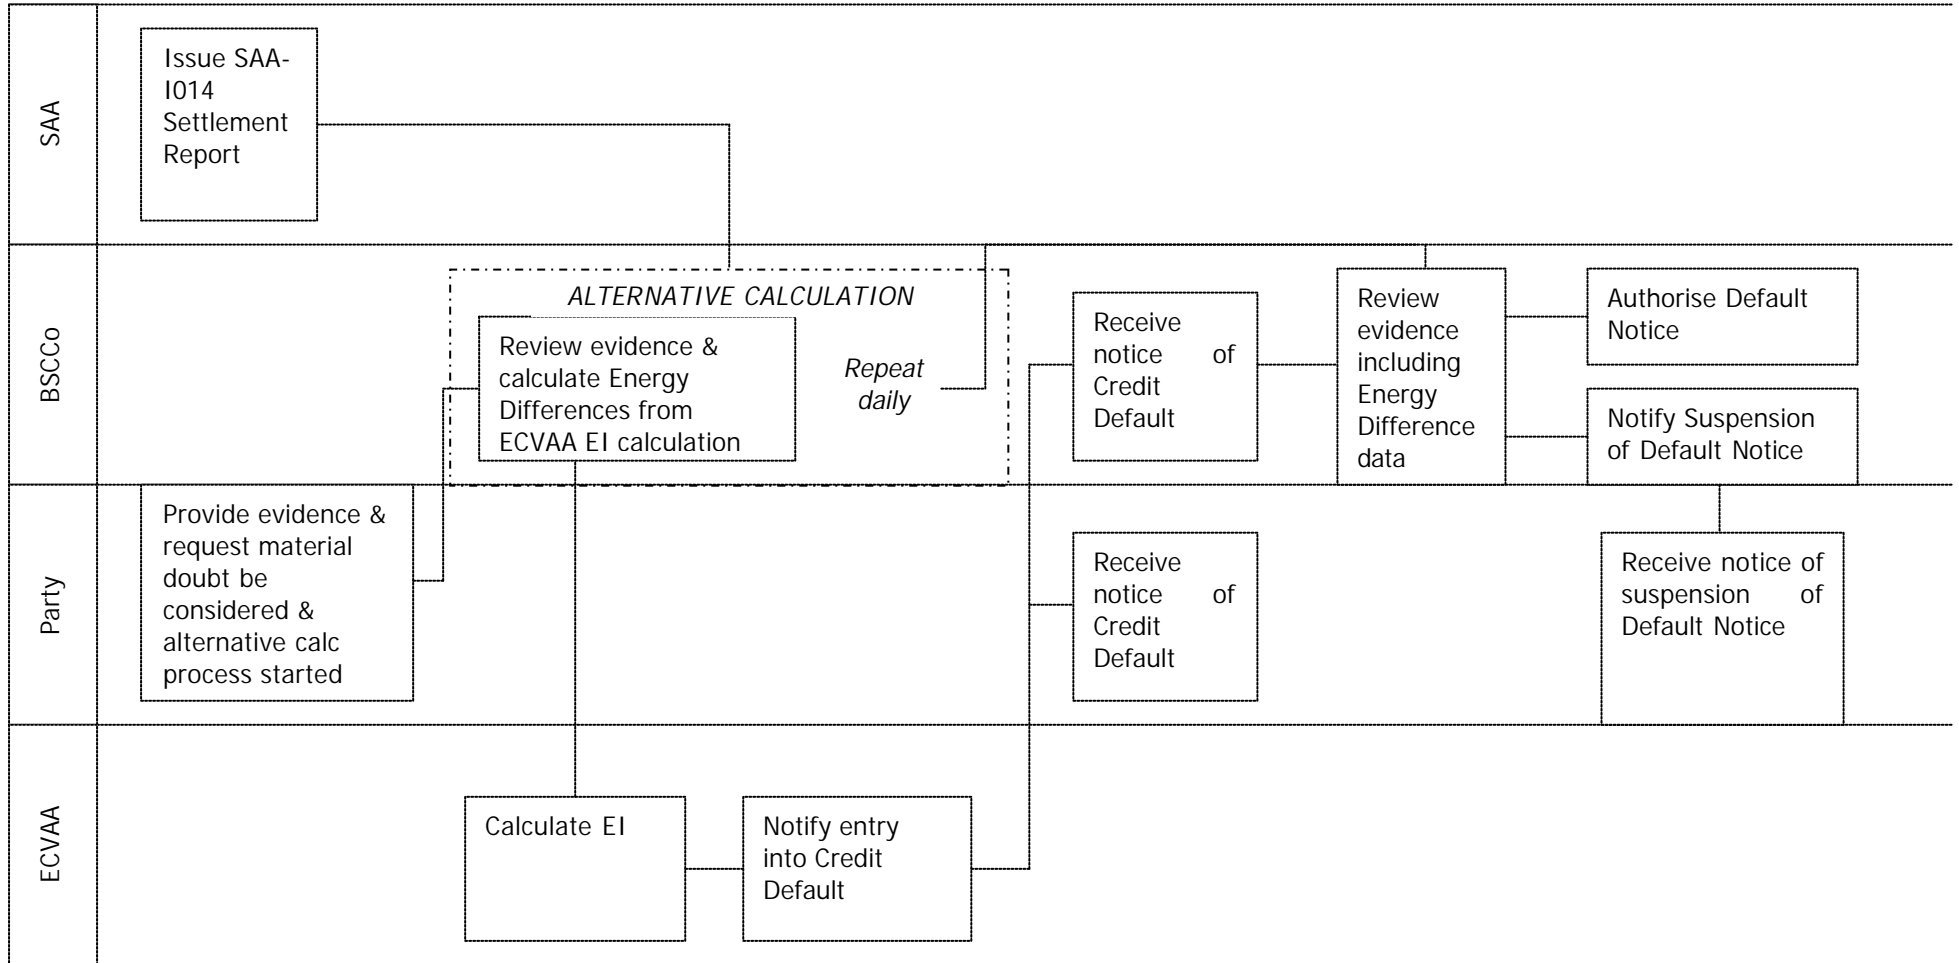 SAA
Issue SAA-
I014
Settlement
Report
BSCCo
ALTERNATIVE CALCULATION
Review evidence &
calculate Energy
Differences from
ECVAA EI calculation
Repeat
daily
Receive
notice of
Credit
Default
Review
evidence
including
Energy
Difference
data
Authorise Default
Notice
Notify Suspension
of Default Notice
Party
Provide evidence &
request material
doubt be
considered &
alternative calc
process started
Receive
notice of
Credit
Default
Receive notice of
suspension of
Default Notice
ECVAA
Calculate EI
Notify entry
into Credit
Default